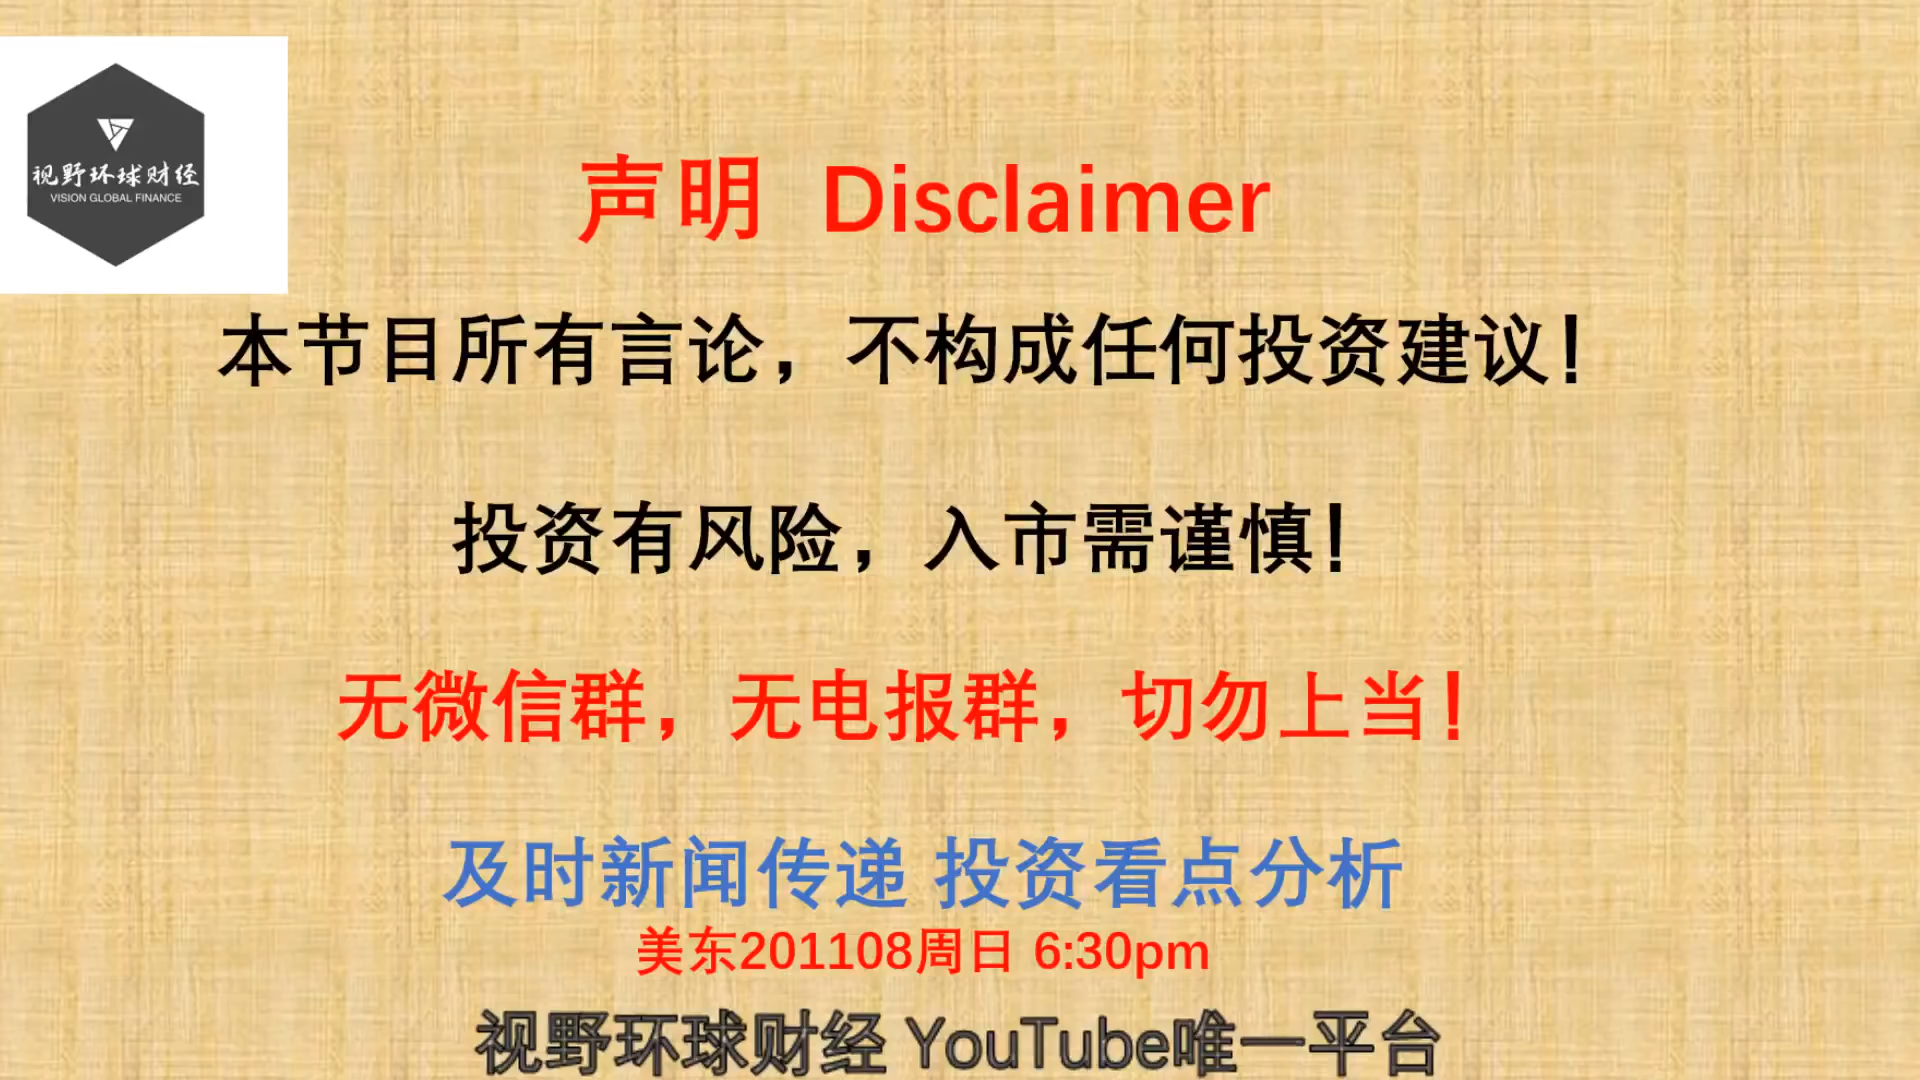 视野环球财经
VISION GLOBAL FINANCE
声明 Disclaimer
本节目所有言论，不构成任何投资建议！
投资有风险，入市需谨慎！
无微信群，无电报群，切勿上当！
及时新闻传递 投资看点分析
美东201108周日 6:30pm
视野环球财经 YouTube唯一平台